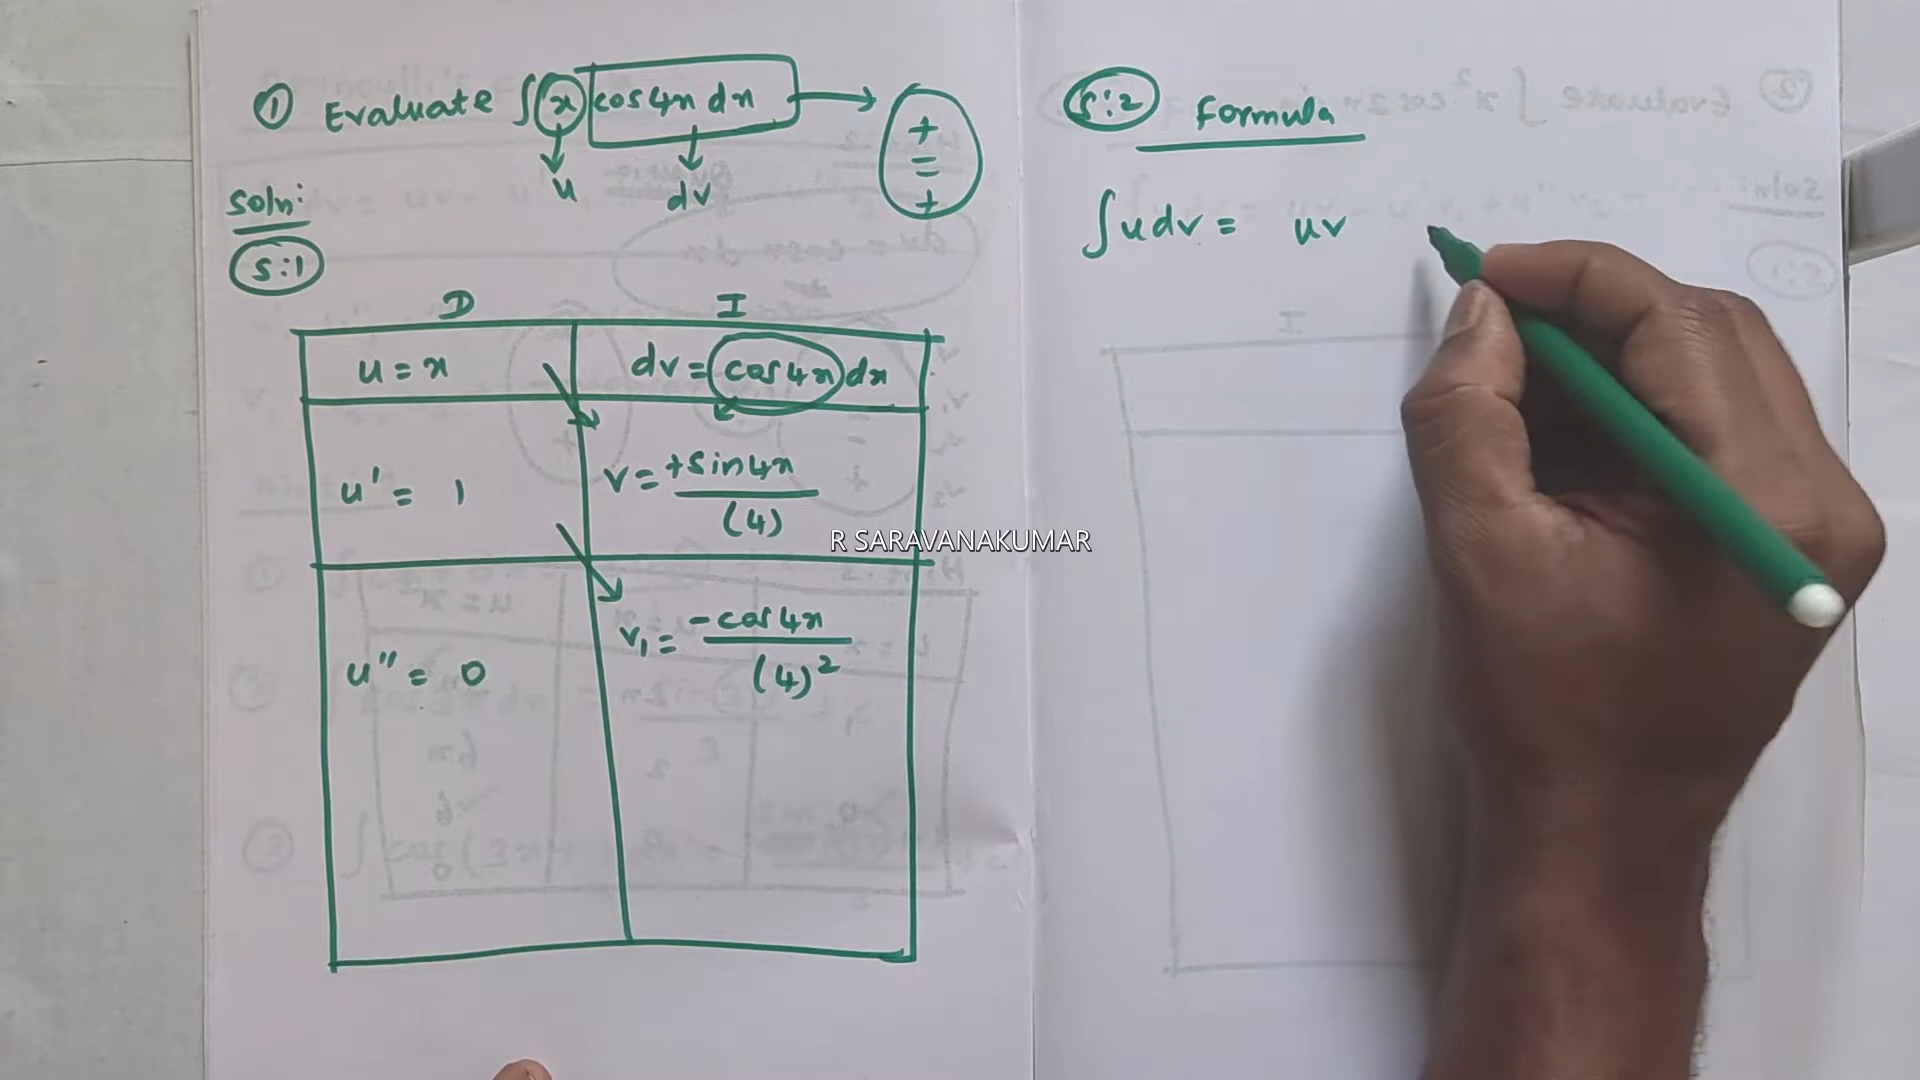 ① Evaluate ∫ x cos4x dx → + = +
u dv
Soln:
S:1
D I
u = x dv = cos4x dx
u' = 1 v = +sin4x / (4)
u'' = 0 v₁ = -cos4x / (4)²
S:2 Formula
∫u dv = uv
R SARAVANAKUMAR